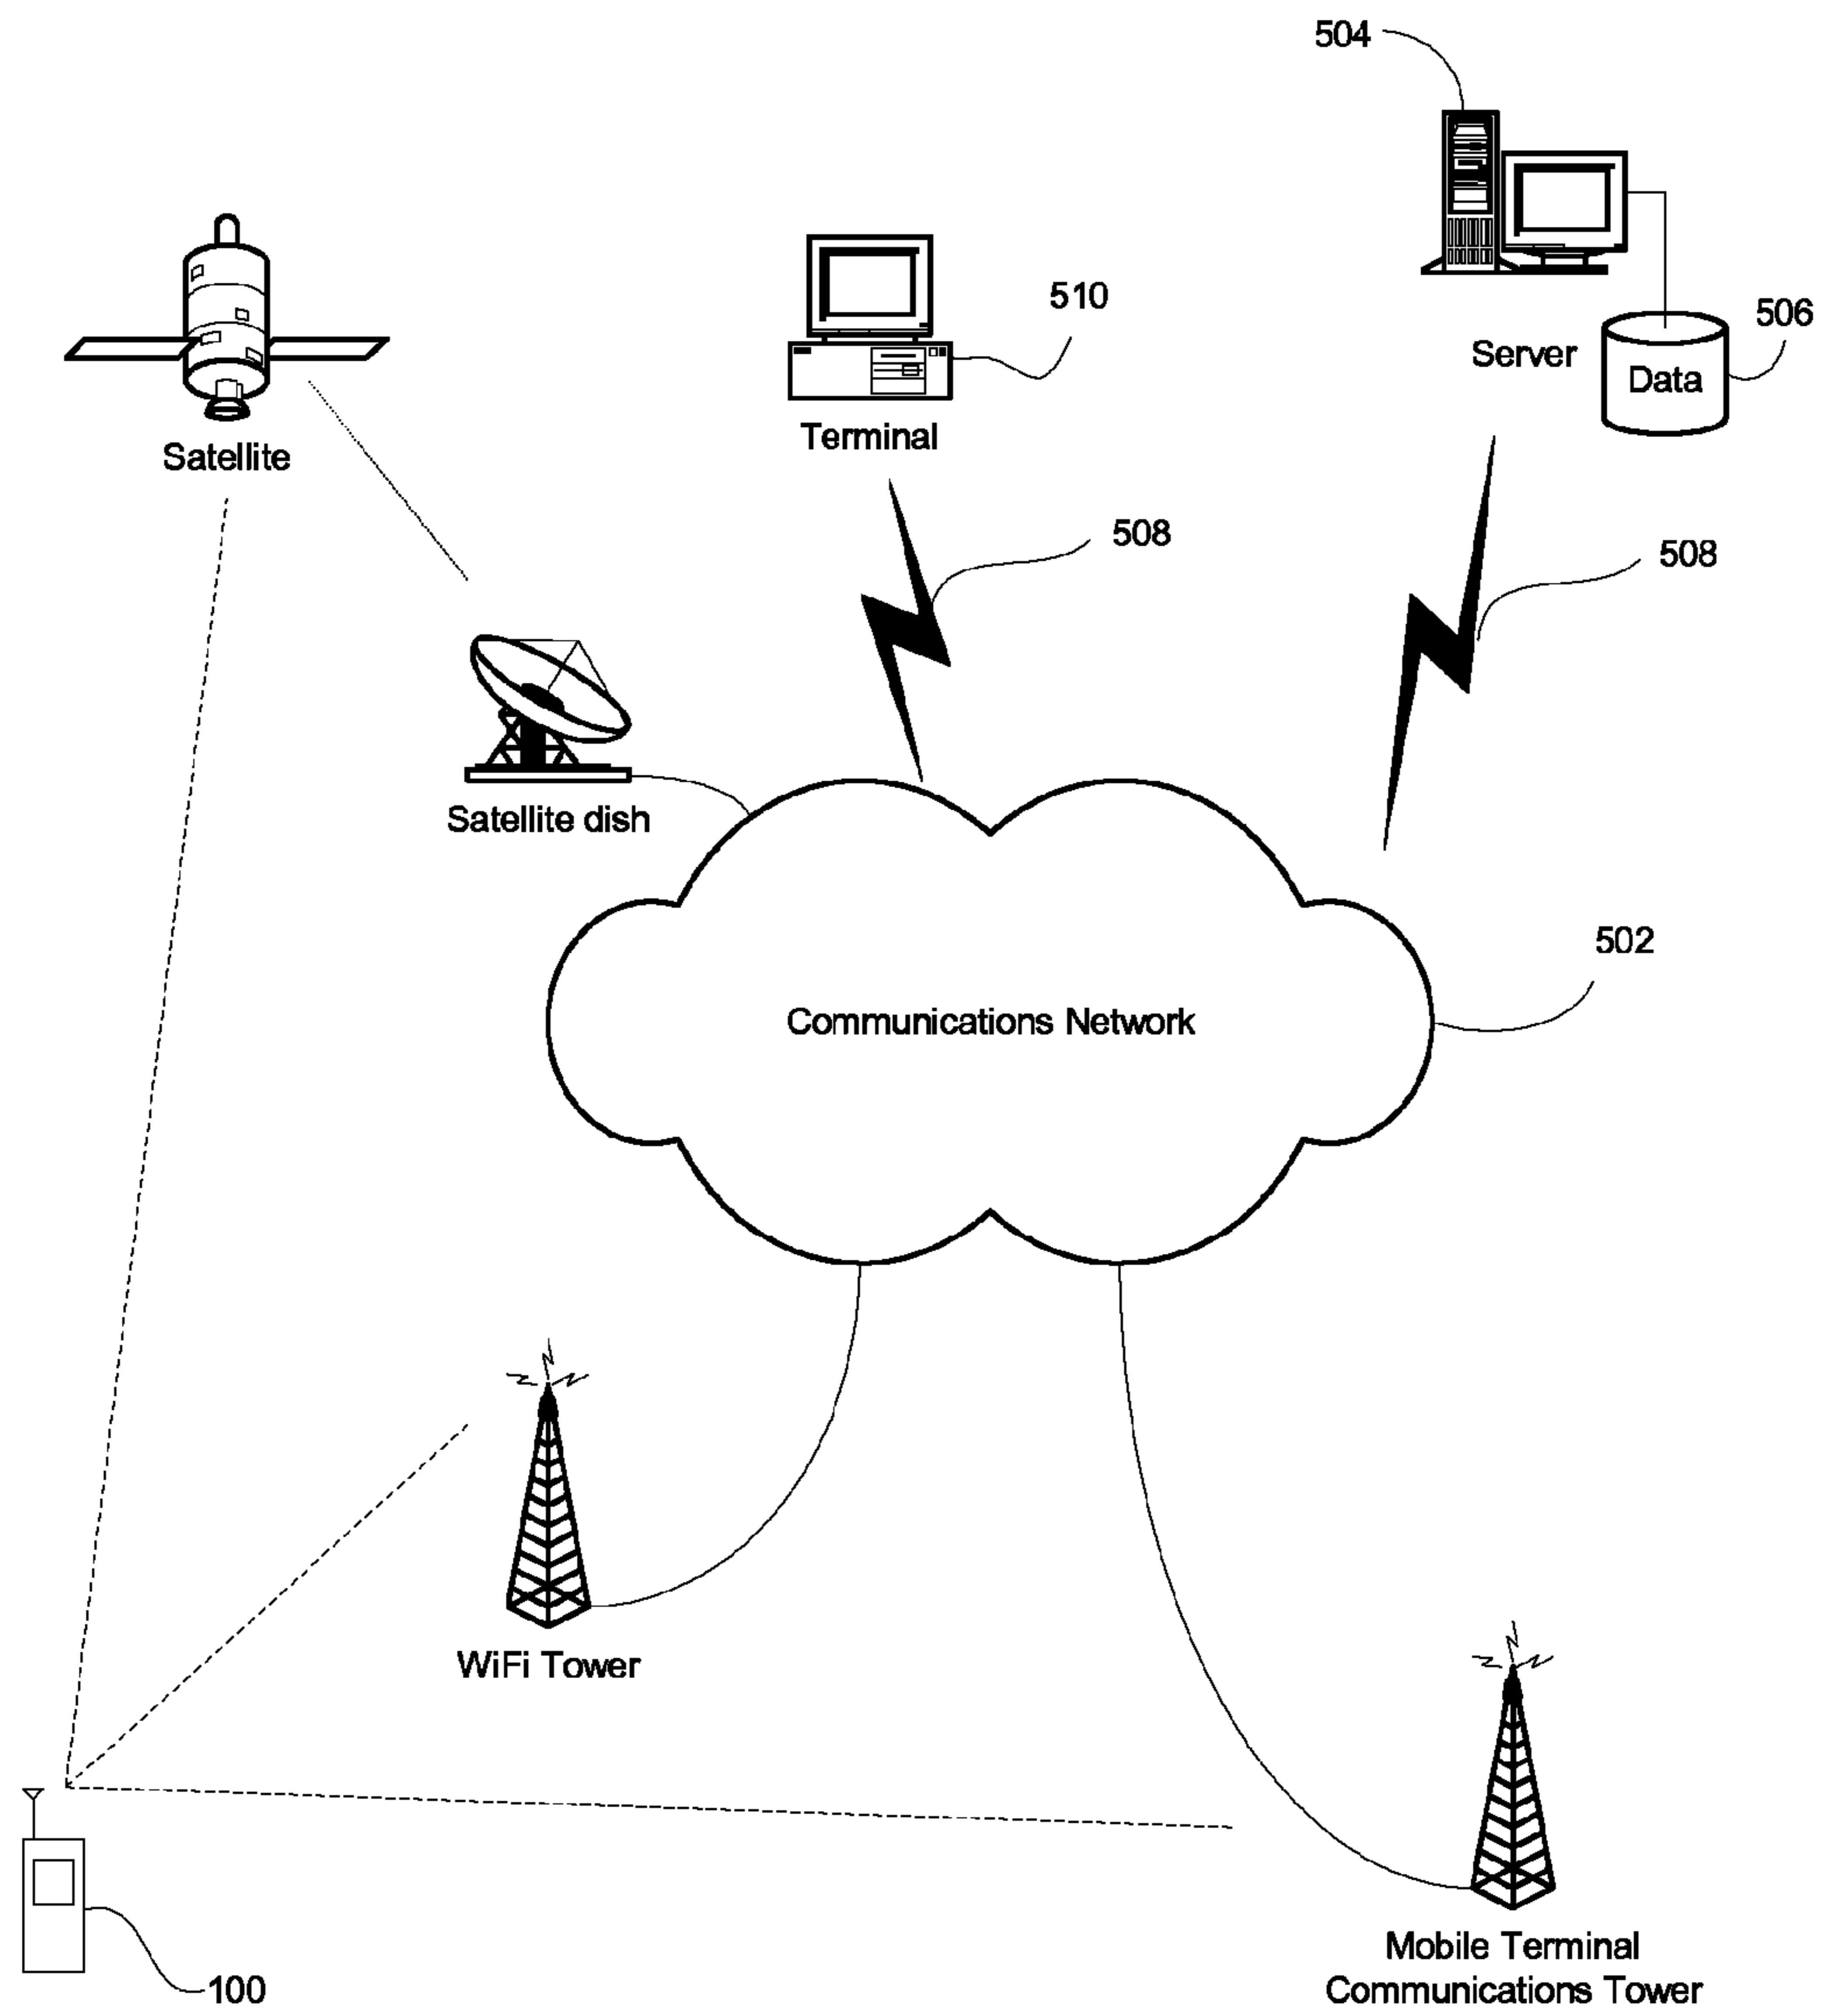 504
510
506
Server
Data
Terminal
Satellite
508
508
Satellite dish
502
Communications Network
WiFi Tower
Mobile Terminal
Communications Tower
100